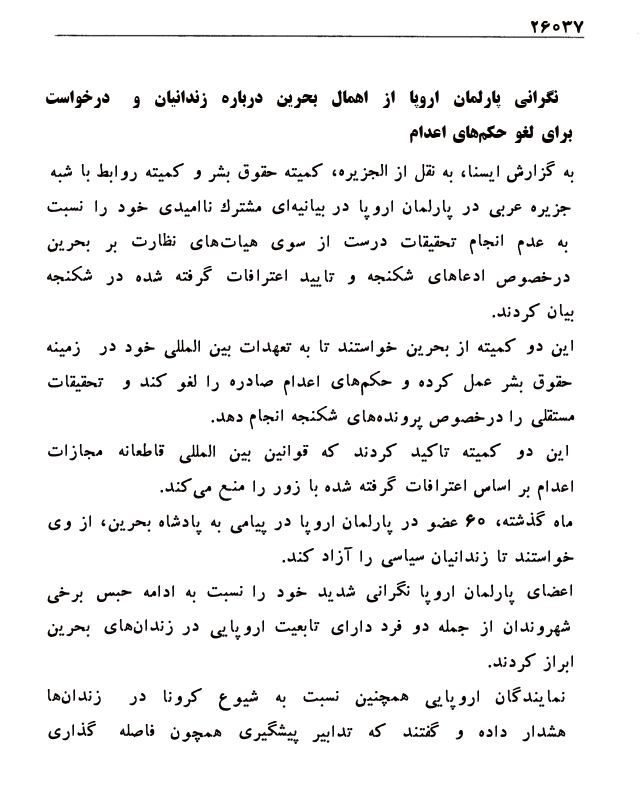 ۲۶۰۳۷
نگرانی پارلمان اروپا از اهمال بحرین درباره زندانیان و درخواست
برای لغو حکم‌های اعدام
به گزارش ایسنا، به نقل از الجزیره، کمیته حقوق بشر و کمیته روابط با شبه
جزیره عربی در پارلمان اروپا در بیانیه‌ای مشترك ناامیدی خود را نسبت
به عدم انجام تحقیقات درست از سوی هیات‌های نظارت بر بحرین
درخصوص ادعاهای شکنجه و تایید اعترافات گرفته شده در شکنجه
بیان کردند.
این دو کمیته از بحرین خواستند تا به تعهدات بین المللی خود در زمینه
حقوق بشر عمل کرده و حکم‌های اعدام صادره را لغو کند و تحقیقات
مستقلی را درخصوص پرونده‌های شکنجه انجام دهد.
این دو کمیته تاکید کردند که قوانین بین المللی قاطعانه مجازات
اعدام بر اساس اعترافات گرفته شده با زور را منع می‌کند.
ماه گذشته، ۶۰ عضو در پارلمان اروپا در پیامی به پادشاه بحرین، از وی
خواستند تا زندانیان سیاسی را آزاد کند.
اعضای پارلمان اروپا نگرانی شدید خود را نسبت به ادامه حبس برخی
شهروندان از جمله دو فرد دارای تابعیت اروپایی در زندان‌های بحرین
ابراز کردند.
نمایندگان اروپایی همچنین نسبت به شیوع کرونا در زندان‌ها
هشدار داده و گفتند که تدابیر پیشگیری همچون فاصله گذاری